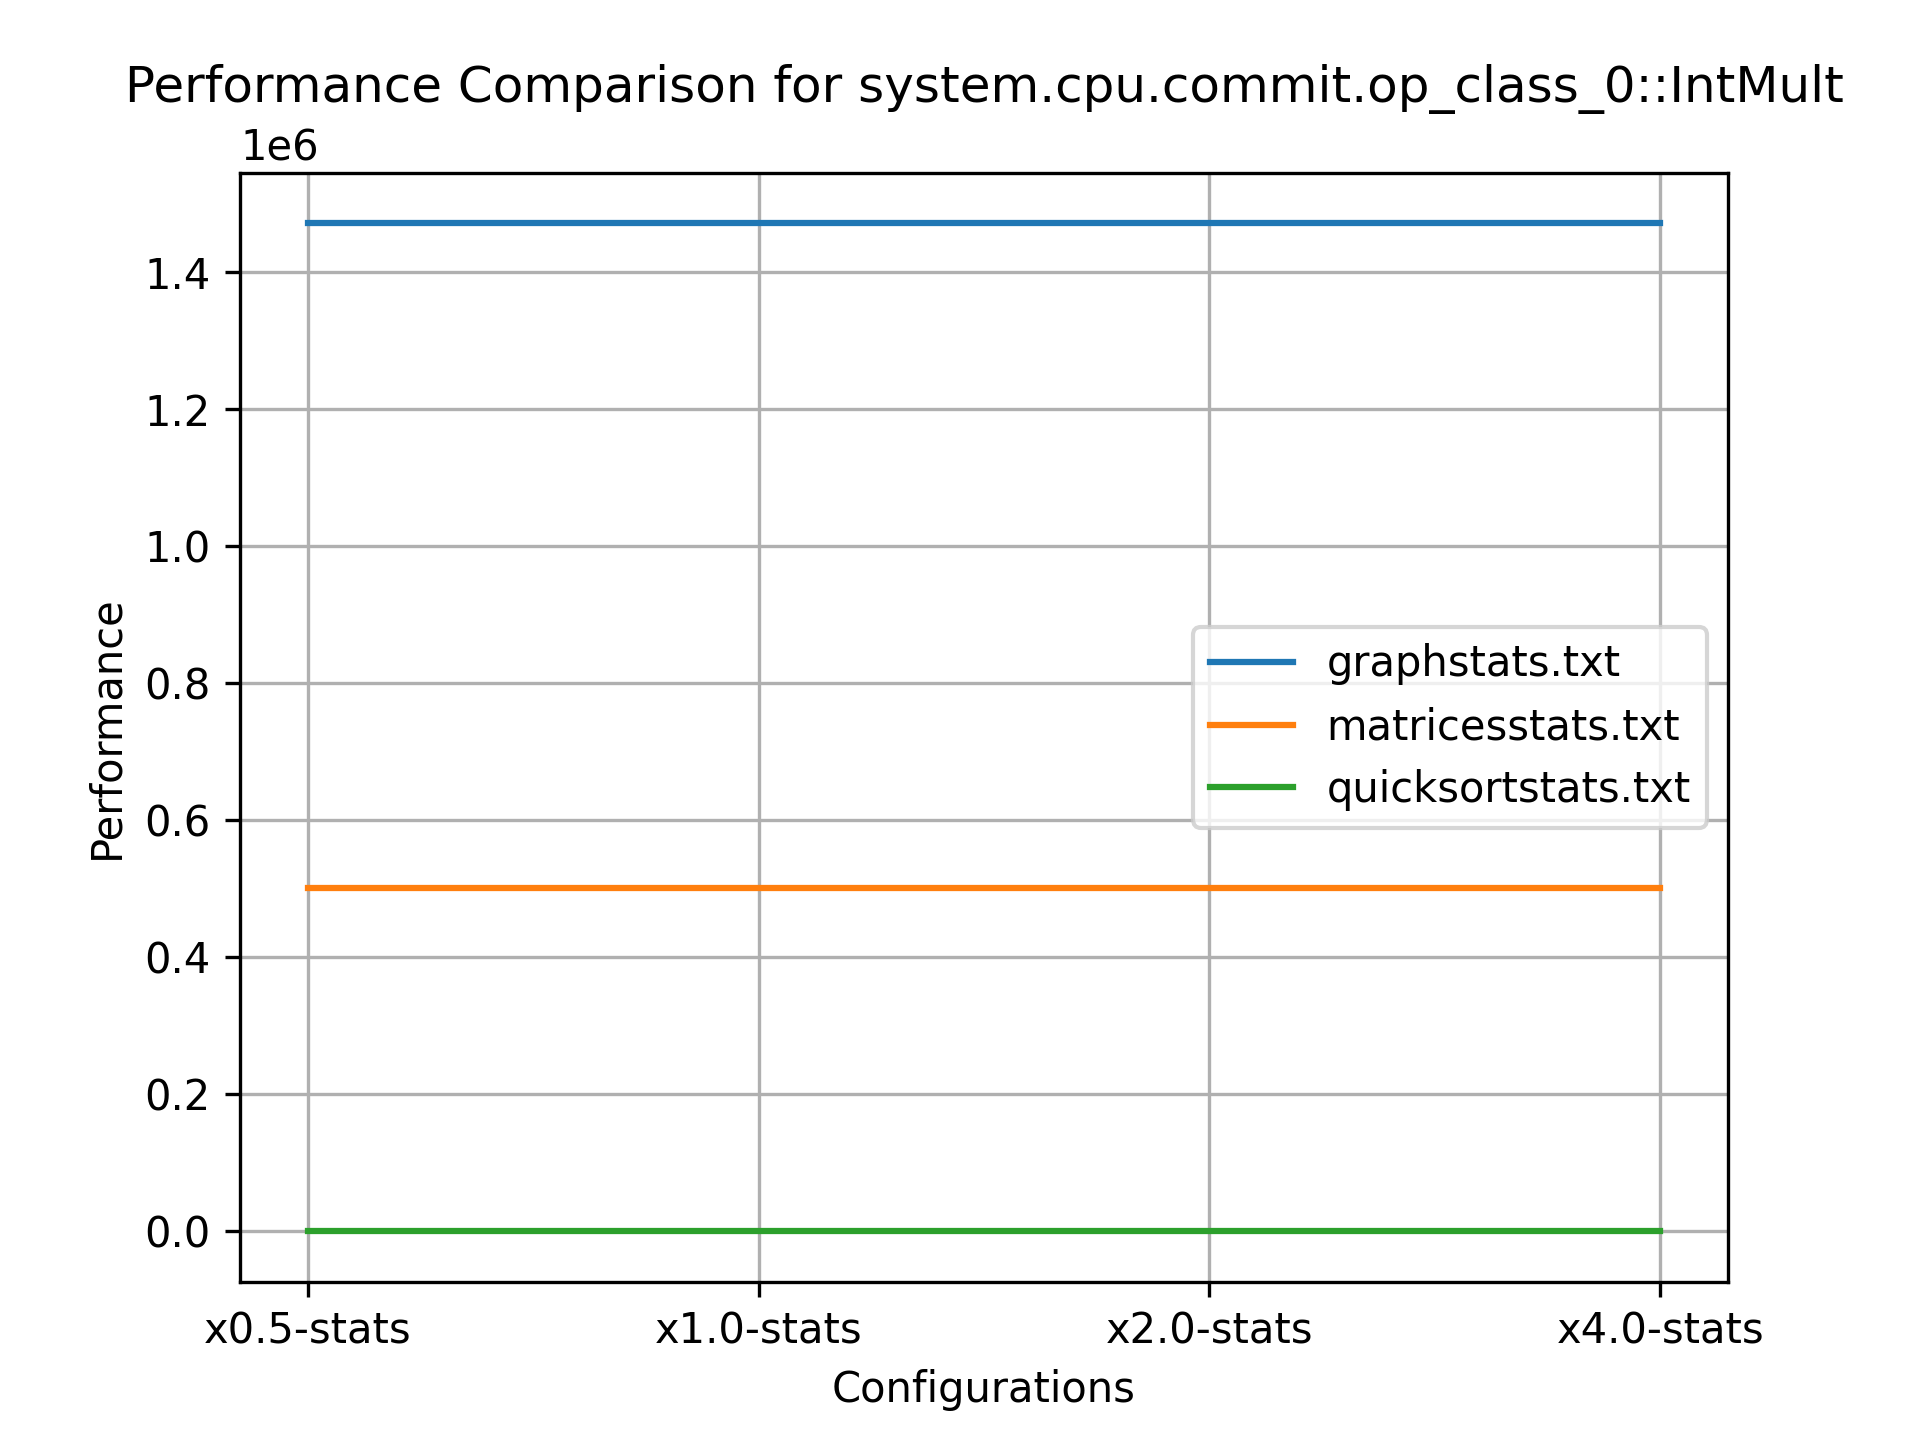 Performance Comparison for system.cpu.commit.op_class_0::IntMult
1e6
1.4
1.2
1.0
0.8
0.6
0.4
0.2
0.0
Performance
graphstats.txt
matricesstats.txt
quicksortstats.txt
x0.5-stats
x1.0-stats
x2.0-stats
x4.0-stats
Configurations